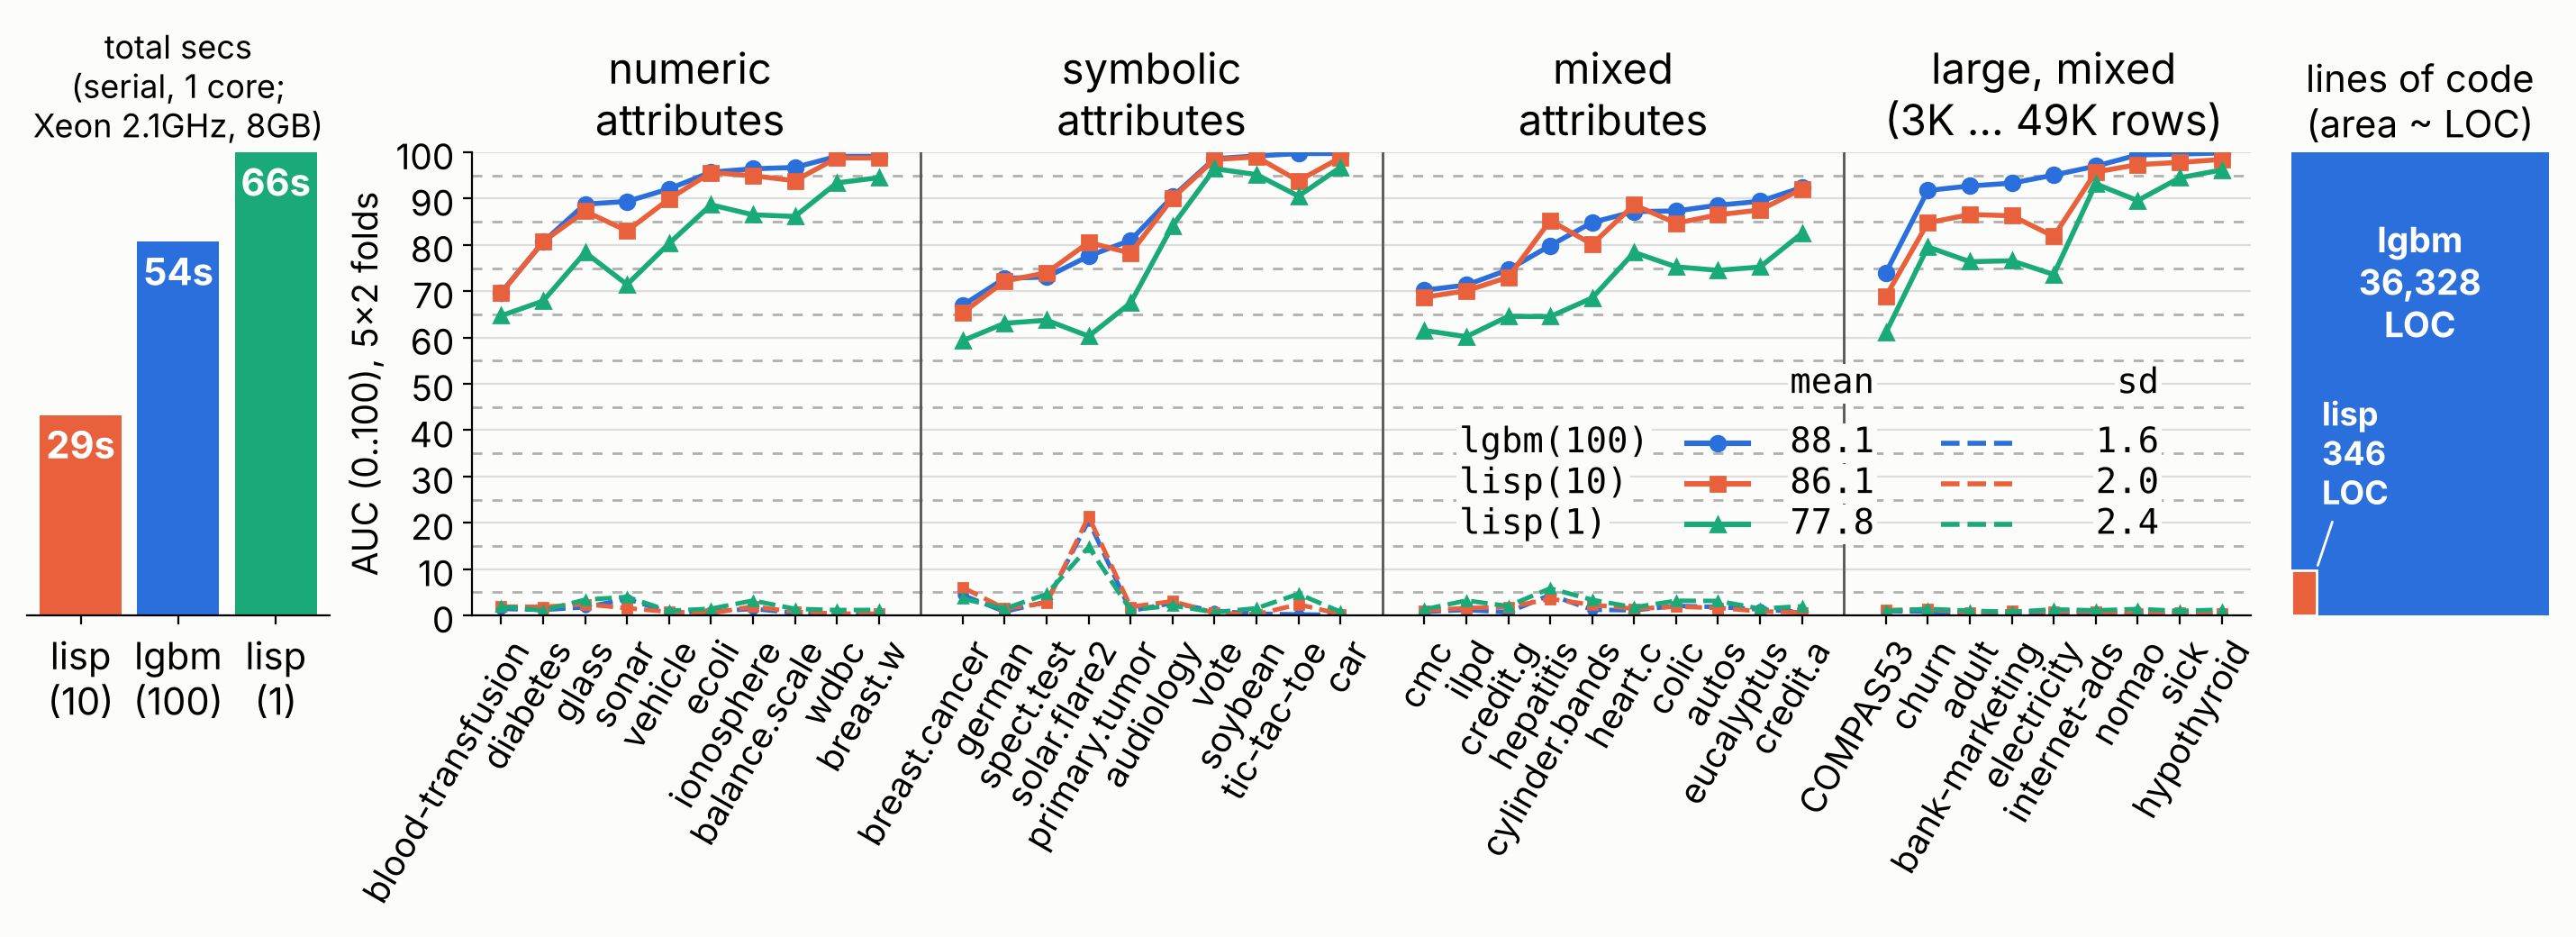 total secs
(serial, 1 core;
Xeon 2.1GHz, 8GB)
66s
54s
29s
lisp
(10)
lgbm
(100)
lisp
(1)
AUC (0..100), 5×2 folds
100
90
80
70
60
50
40
30
20
10
0
numeric
attributes
symbolic
attributes
mixed
attributes
large, mixed
(3K ... 49K rows)
mean sd
lgbm(100) 88.1 1.6
lisp(10) 86.1 2.0
lisp(1) 77.8 2.4
blood-transfusion
diabetes
glass
sonar
vehicle
ecoli
ionosphere
balance.scale
wdbc
breast.w
breast.cancer
german
spect.test
solar.flare2
primary.tumor
audiology
vote
soybean
tic-tac-toe
car
cmc
ilpd
credit.g
hepatitis
cylinder.bands
heart.c
colic
autos
eucalyptus
credit.a
COMPAS53
churn
adult
bank-marketing
electricity
internet-ads
nomao
sick
hypothyroid
lines of code
(area ~ LOC)
lgbm
36,328
LOC
lisp
346
LOC